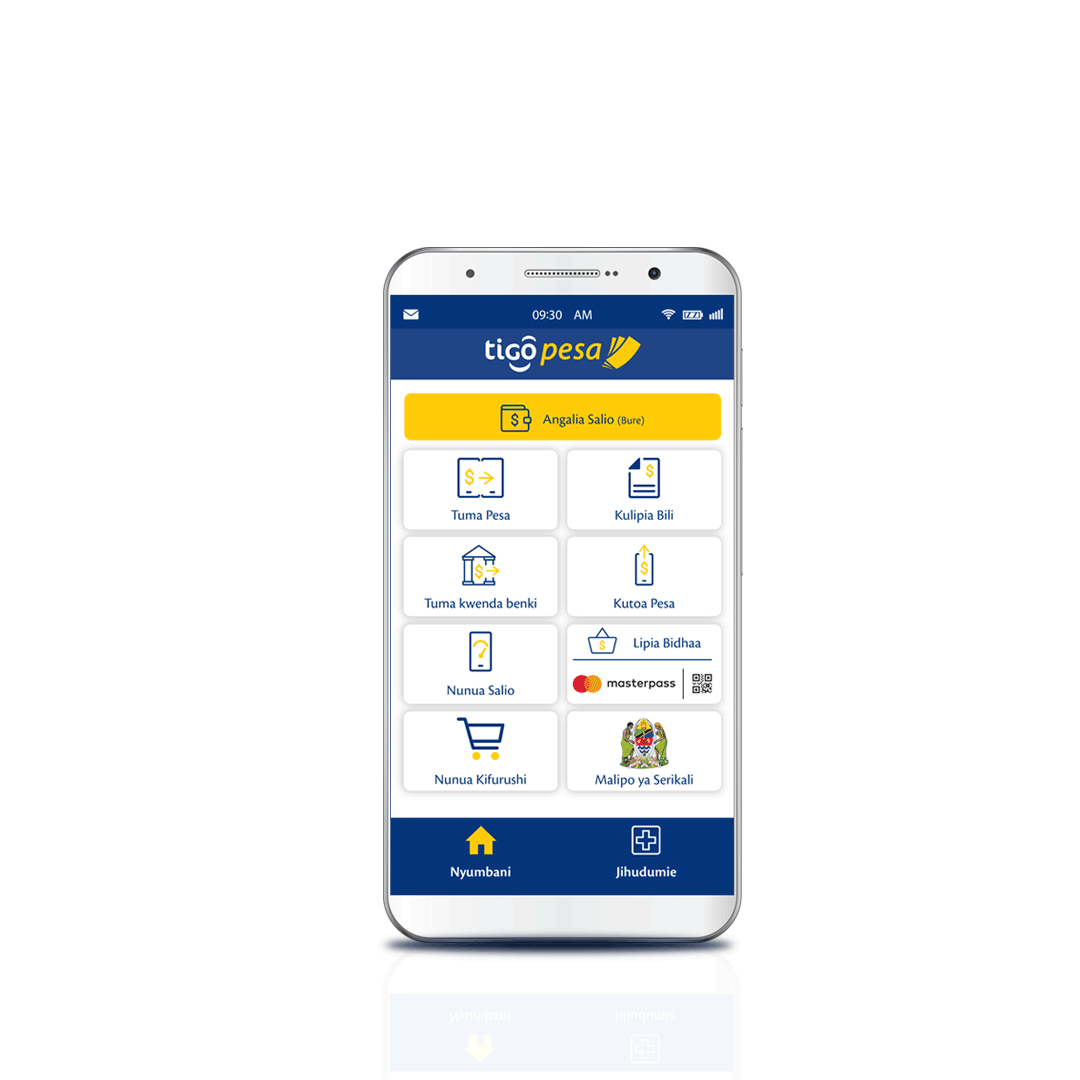 09:30 AM
tigo pesa
Angalia Salio (Bure)
Tuma Pesa
Kulipia Bili
Tuma kwenda benki
Kutoa Pesa
Nunua Salio
Lipia Bidhaa
masterpass
Nunua Kifurushi
Malipo ya Serikali
Nyumbani
Jihudumie